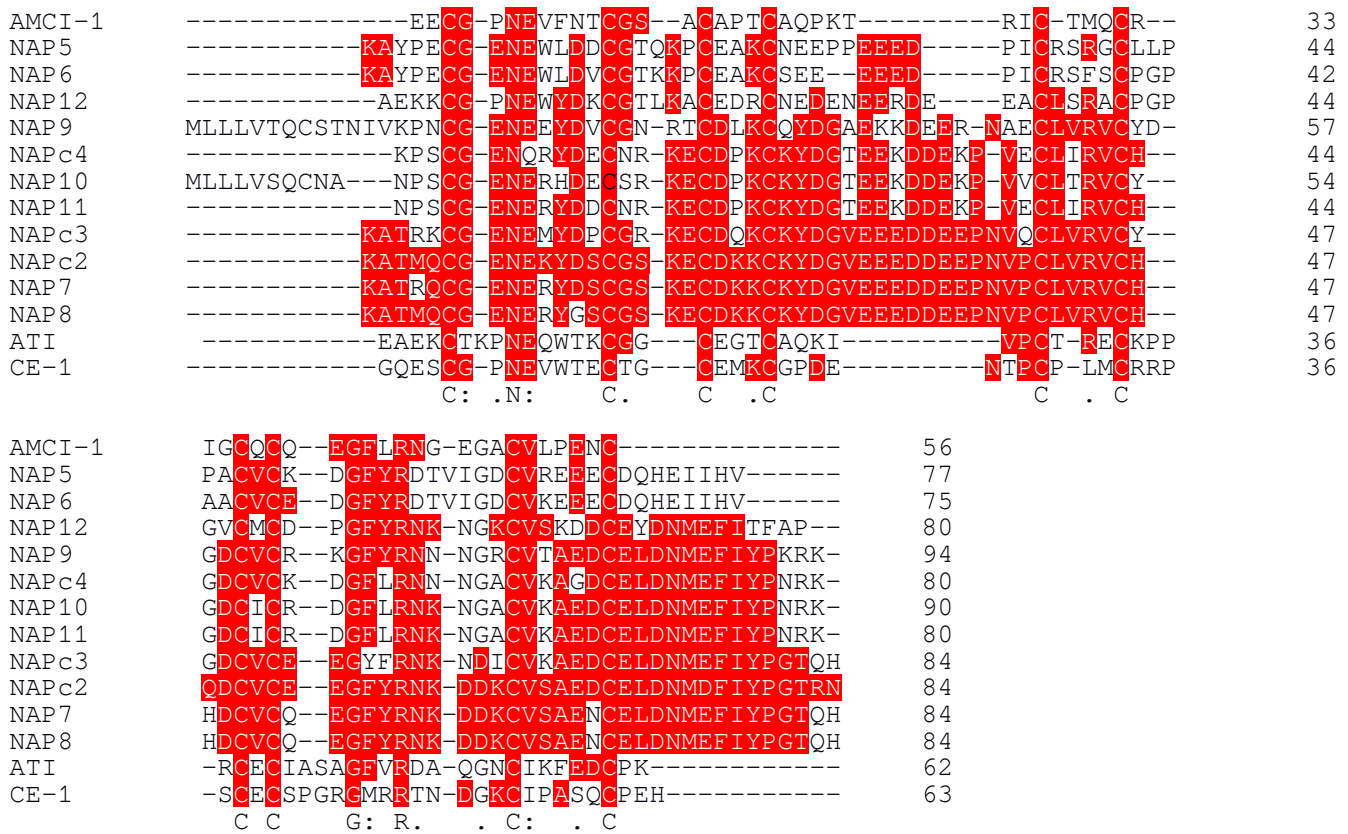 AMCI-1 --------------EECG-PNEVFNTCGS--ACAPTCAQPKT---------RIC-TMQCR-- 33
NAP5 -----------KAYPECG-ENEWLDDCGTQKPCEAKCNEEPPEEED-----PICRSRGCLLP 44
NAP6 -----------KAYPECG-ENEWLDVCGTKKPCEAKCSEE--EEED-----PICRSFSCPGP 42
NAP12 ------------AEKKCG-PNEWYDKCGTLKACEDRCNEDENEERDE----EACLSRACPGP 44
NAP9 MLLLVTQCSTNIVKPNCG-ENEEYDVCGN-RTCDLKCQYDGAEKKDEER-NAECLVRVCYD- 57
NAPc4 -------------KPSCG-ENQRYDECNR-KECDPKCKYDGTEEKDDEKP-VECLIRVCH-- 44
NAP10 MLLLVSQCNA---NPSCG-ENERHDECSR-KECDPKCKYDGTEEKDDEKP-VVCLTRVCY-- 54
NAP11 -------------NPSCG-ENERYDDCNR-KECDPKCKYDGTEEKDDEKP-VECLIRVCH-- 44
NAPc3 -----------KATRKCG-ENEMYDPCGR-KECDQKCKYDGVEEEDDEEPNVQCLVRVCY-- 47
NAPc2 -----------KATMQCG-ENEKYDSCGS-KECDKKCKYDGVEEEDDEEPNVPCLVRVCH-- 47
NAP7 -----------KATRQCG-ENERYDSCGS-KECDKKCKYDGVEEEDDEEPNVPCLVRVCH-- 47
NAP8 -----------KATMQCG-ENERYGSCGS-KECDKKCKYDGVEEEDDEEPNVPCLVRVCH-- 47
ATI ------------EAEKCTKPNEQWTKCGG---CEGTCAQKI----------VPCT-RECKPP 36
CE-1 ------------GQESCG-PNEVWTECTG---CEMKCGPDE---------NTPCP-LMCRRP 36
C: .N: C. C .C C . C
AMCI-1 IGCQCQ--EGFLRNG-EGACVLPENC-------------- 56
NAP5 PACVCK--DGFYRDTVIGDCVREEECDQHEIIHV------ 77
NAP6 AACVCE--DGFYRDTVIGDCVKEEECDQHEIIHV------ 75
NAP12 GVCMCD--PGFYRNK-NGKCVSKDDCEYDNMEFITFAP-- 80
NAP9 GDCVCR--KGFYRNN-NGRCVTAEDCELDNMEFIYPKRK- 94
NAPc4 GDCVCK--DGFLRNN-NGACVKAGDCELDNMEFIYPNRK- 80
NAP10 GDCICR--DGFLRNK-NGACVKAEDCELDNMEFIYPNRK- 90
NAP11 GDCICR--DGFLRNK-NGACVKAEDCELDNMEFIYPNRK- 80
NAPc3 GDCVCE--EGYFRNK-NDICVKAEDCELDNMEFIYPGTQH 84
NAPc2 QDCVCE--EGFYRNK-DDKCVSAEDCELDNMDFIYPGTRN 84
NAP7 HDCVCQ--EGFYRNK-DDKCVSAENCELDNMEFIYPGTQH 84
NAP8 HDCVCQ--EGFYRNK-DDKCVSAENCELDNMEFIYPGTQH 84
ATI -RCECIASAGFVRDA-QGNCIKFEDCPK------------ 62
CE-1 -SCECSPGRGMRRTN-DGKCIPASQCPEH----------- 63
C C G: R. . C: . C